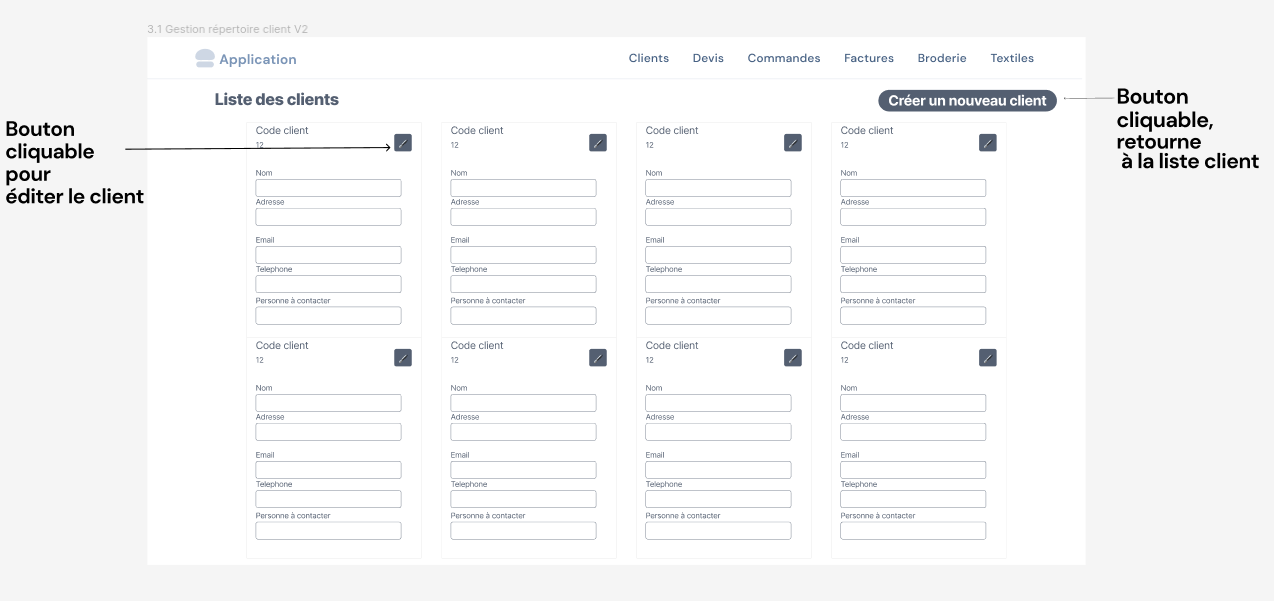 3.1 Gestion répertoire client V2
Application
Clients Devis Commandes Factures Broderie Textiles
Liste des clients
Créer un nouveau client
Bouton
cliquable,
retourne
à la liste client
Bouton
cliquable
pour
éditer le client
Code client Code client Code client Code client
12 12 12 12
Nom Nom Nom Nom
Adresse Adresse Adresse Adresse
Email Email Email Email
Telephone Telephone Telephone Telephone
Personne à contacter Personne à contacter Personne à contacter Personne à contacter
Code client Code client Code client Code client
12 12 12 12
Nom Nom Nom Nom
Adresse Adresse Adresse Adresse
Email Email Email Email
Telephone Telephone Telephone Telephone
Personne à contacter Personne à contacter Personne à contacter Personne à contacter